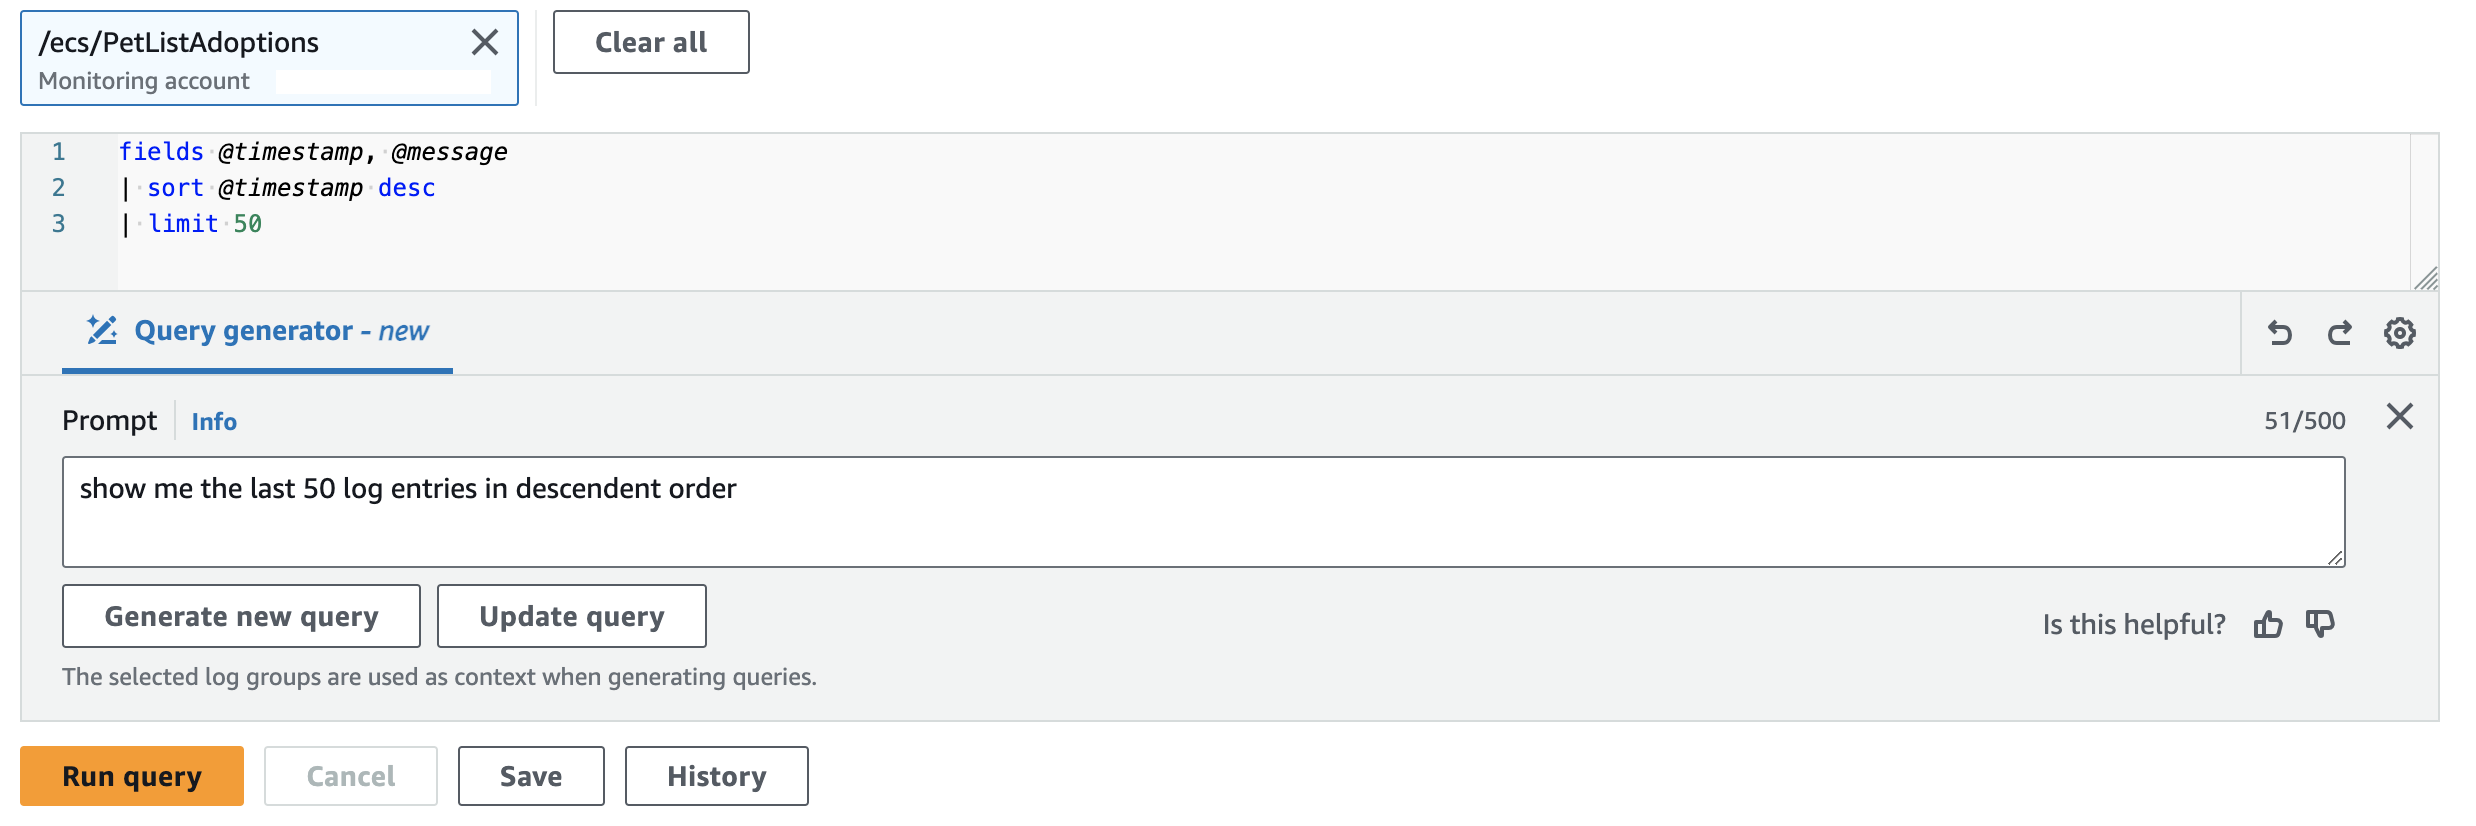 /ecs/PetListAdoptions
Monitoring account
Clear all
1 fields @timestamp, @message
2 | sort @timestamp desc
3 | limit 50
Query generator - new
Prompt Info 51/500
show me the last 50 log entries in descendent order
Generate new query Update query Is this helpful?
The selected log groups are used as context when generating queries.
Run query Cancel Save History